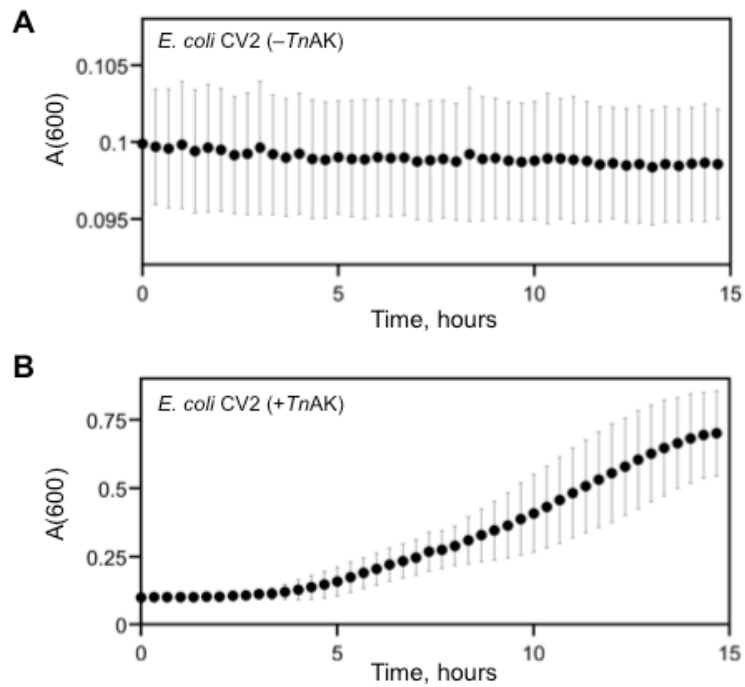 A
E. coli CV2 (–TnAK)
0.105
0.1
0.095
A(600)
0
5
10
15
Time, hours
B
E. coli CV2 (+TnAK)
0.75
0.5
0.25
0
A(600)
0
5
10
15
Time, hours